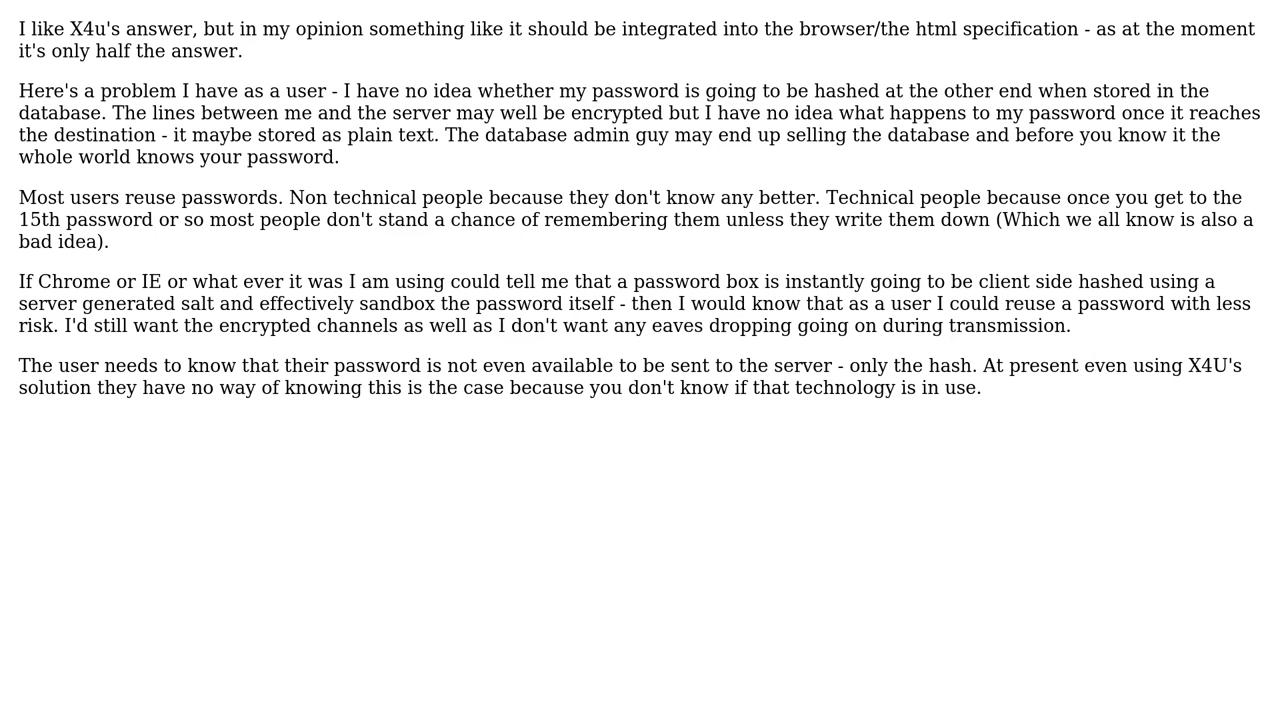 I like X4u's answer, but in my opinion something like it should be integrated into the browser/the html specification - as at the moment
it's only half the answer.
Here's a problem I have as a user - I have no idea whether my password is going to be hashed at the other end when stored in the
database. The lines between me and the server may well be encrypted but I have no idea what happens to my password once it reaches
the destination - it maybe stored as plain text. The database admin guy may end up selling the database and before you know it the
whole world knows your password.
Most users reuse passwords. Non technical people because they don't know any better. Technical people because once you get to the
15th password or so most people don't stand a chance of remembering them unless they write them down (Which we all know is also a
bad idea).
If Chrome or IE or what ever it was I am using could tell me that a password box is instantly going to be client side hashed using a
server generated salt and effectively sandbox the password itself - then I would know that as a user I could reuse a password with less
risk. I'd still want the encrypted channels as well as I don't want any eaves dropping going on during transmission.
The user needs to know that their password is not even available to be sent to the server - only the hash. At present even using X4U's
solution they have no way of knowing this is the case because you don't know if that technology is in use.